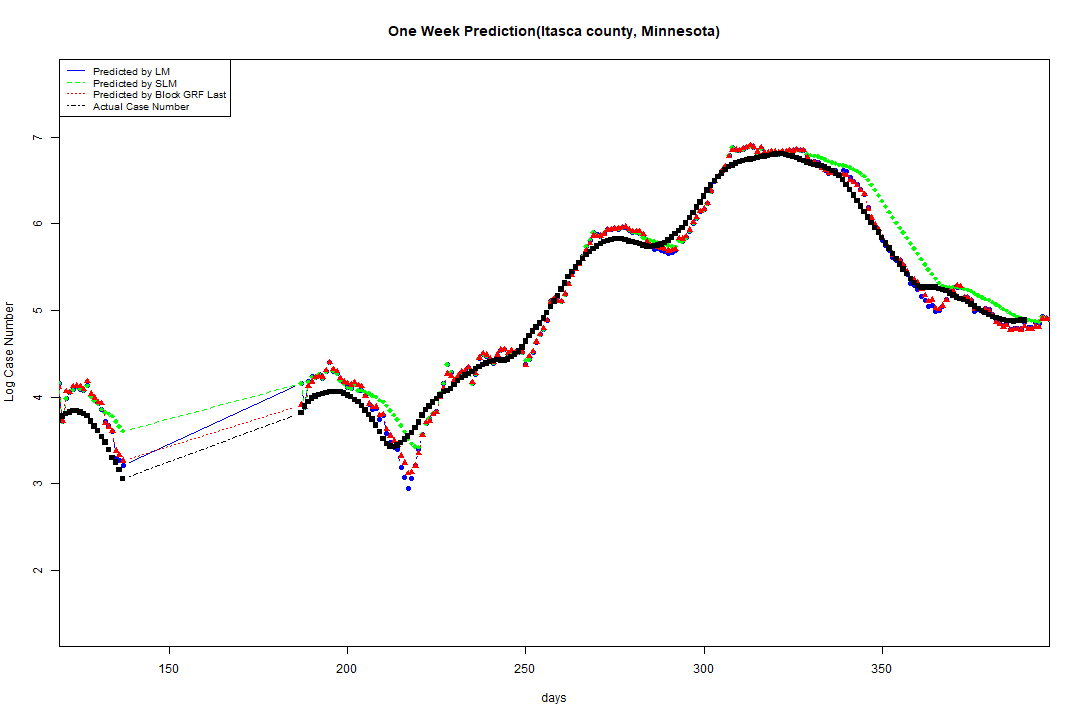 One Week Prediction(Itasca county, Minnesota)
Predicted by LM
Predicted by SLM
Predicted by Block GRF Last
Actual Case Number
Log Case Number
7
6
5
4
3
2
150 200 250 300 350
days